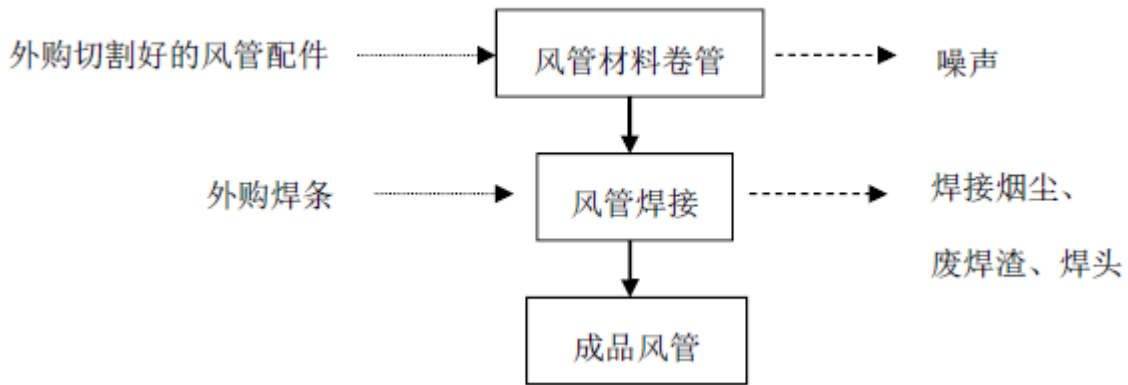 外购切割好的风管配件
风管材料卷管
噪声
外购焊条
风管焊接
焊接烟尘、
废焊渣、焊头
成品风管